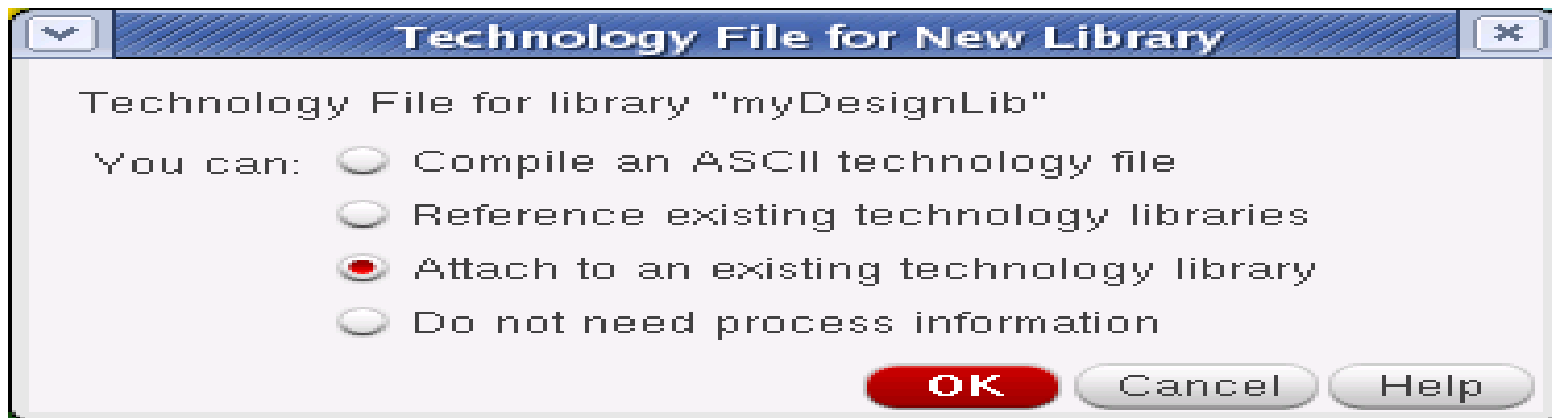 Technology File for New Library
Technology File for library "myDesignLib"
You can: Compile an ASCII technology file
Reference existing technology libraries
Attach to an existing technology library
Do not need process information
OK Cancel Help